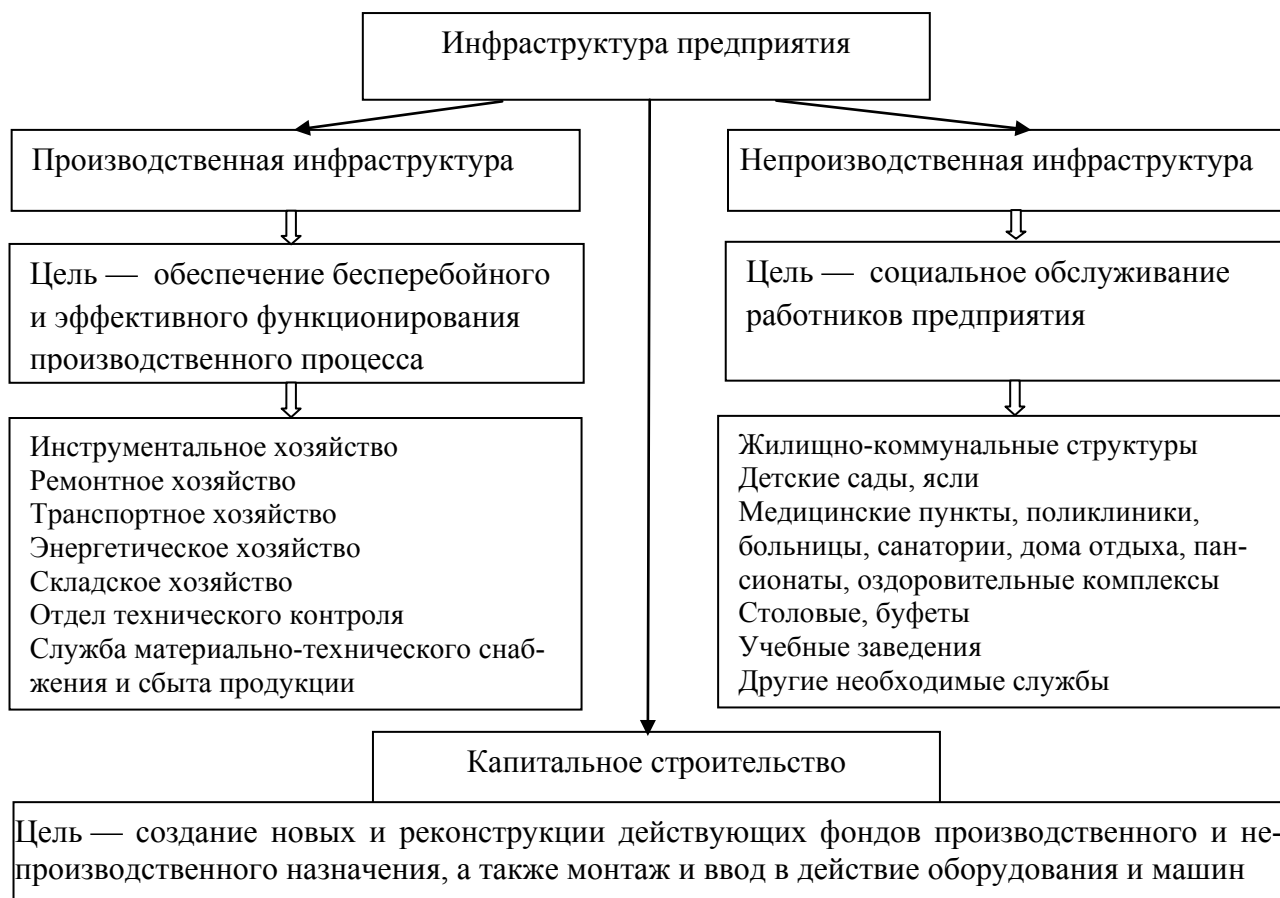 Инфраструктура предприятия
Производственная инфраструктура
Непроизводственная инфраструктура
Цель — обеспечение бесперебойного
и эффективного функционирования
производственного процесса
Цель — социальное обслуживание
работников предприятия
Инструментальное хозяйство
Ремонтное хозяйство
Транспортное хозяйство
Энергетическое хозяйство
Складское хозяйство
Отдел технического контроля
Служба материально-технического снаб-
жения и сбыта продукции
Жилищно-коммунальные структуры
Детские сады, ясли
Медицинские пункты, поликлиники,
больницы, санатории, дома отдыха, пан-
сионаты, оздоровительные комплексы
Столовые, буфеты
Учебные заведения
Другие необходимые службы
Капитальное строительство
Цель — создание новых и реконструкции действующих фондов производственного и не-
производственного назначения, а также монтаж и ввод в действие оборудования и машин